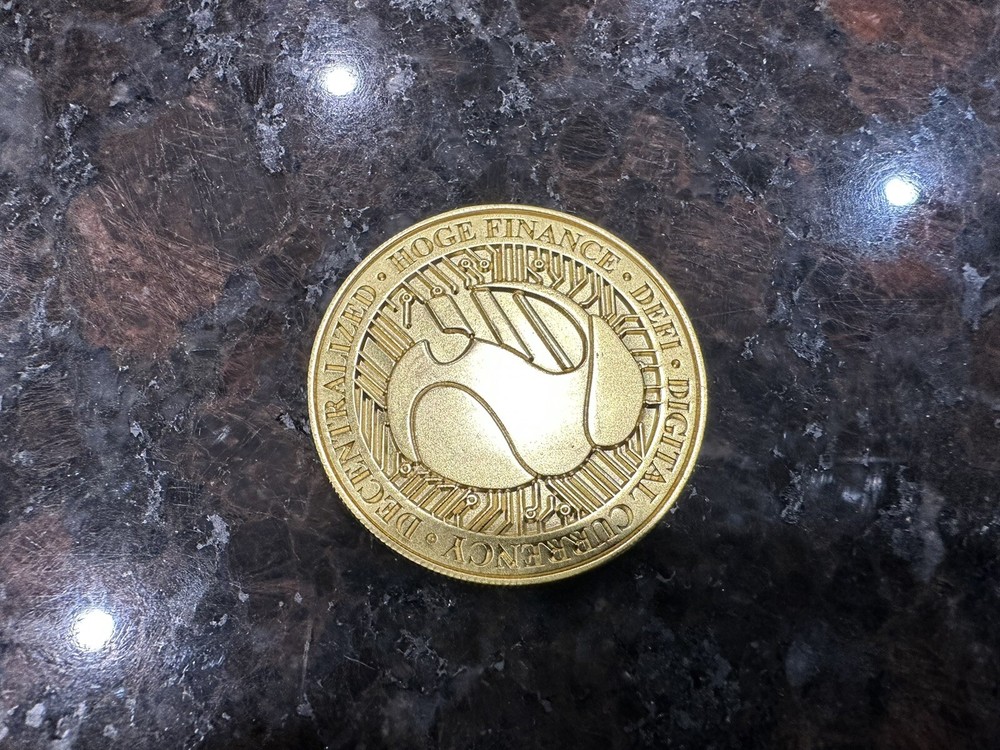 HOGE FINANCE · DEFI · DIGITAL CURRENCY · DECENTRALIZED ·